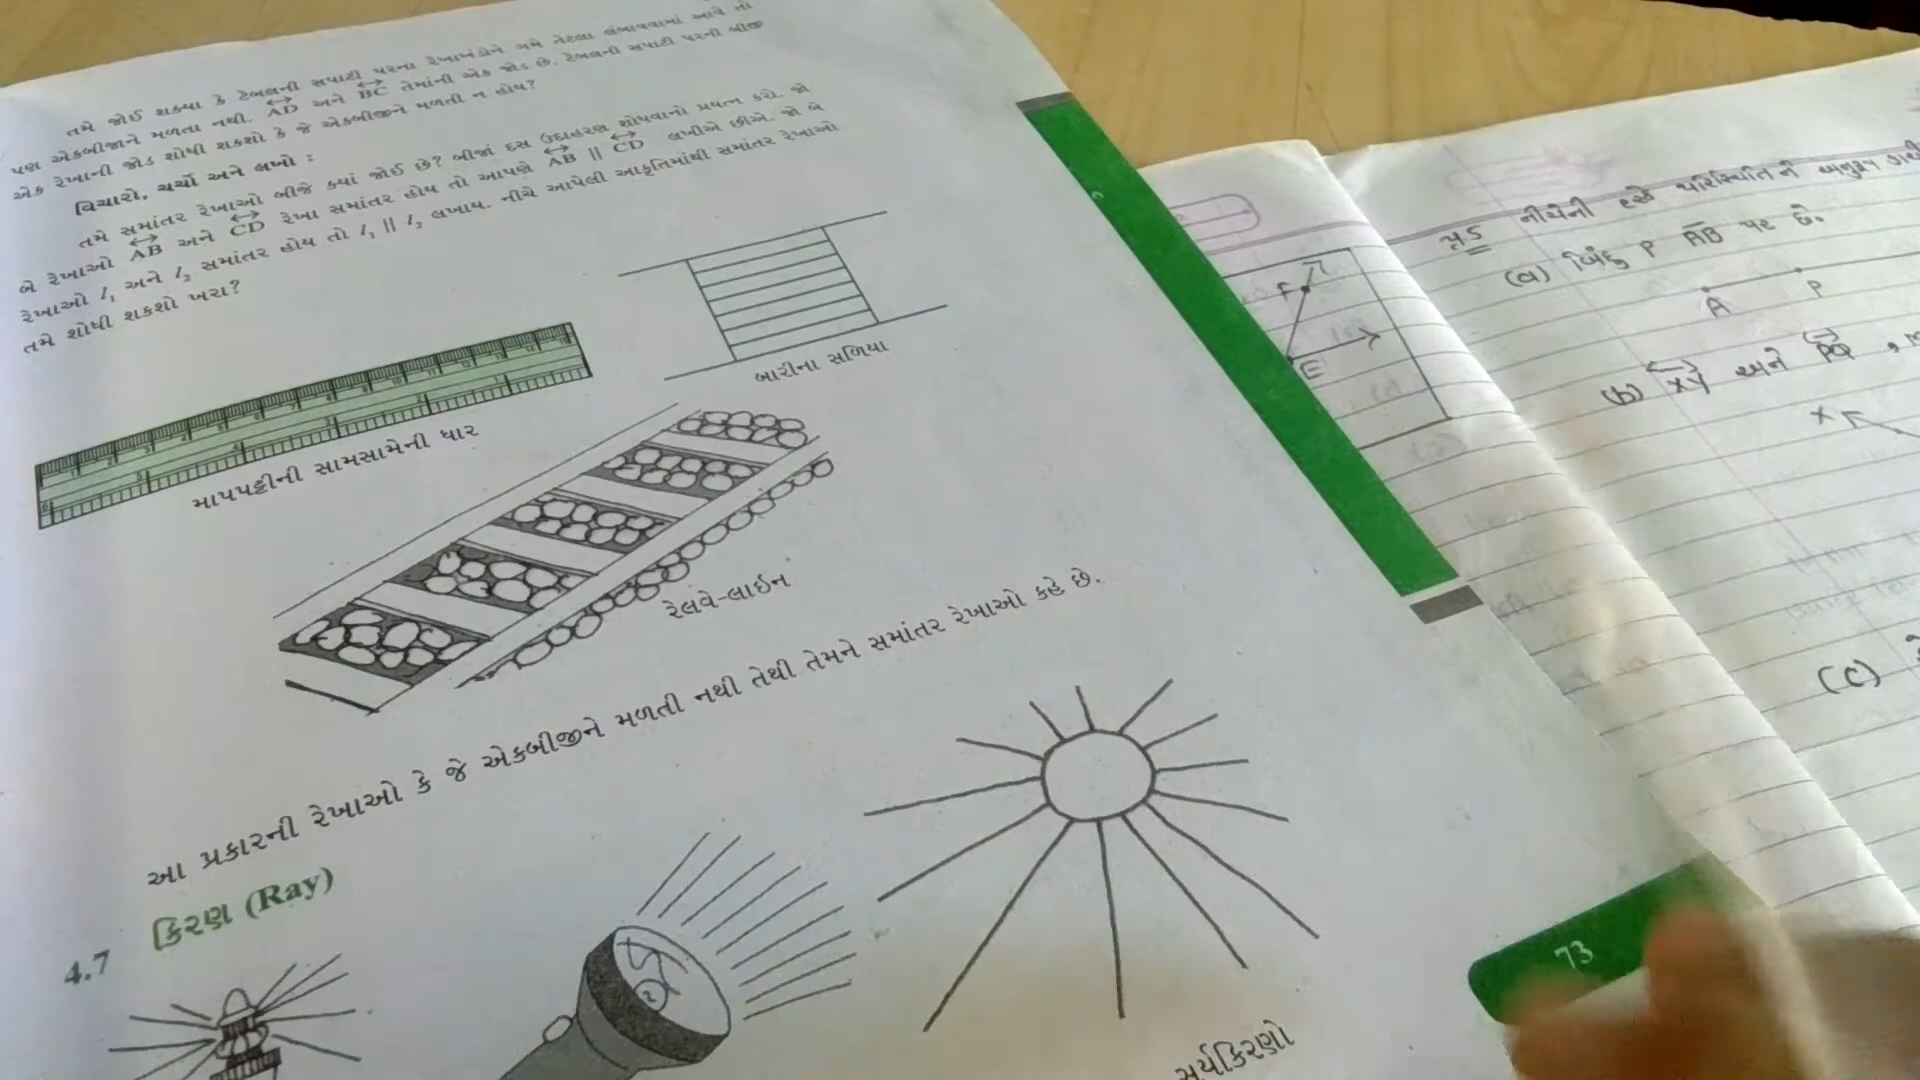 તમે જોઈ શક્યા કે ટેબલની સપાટી પરના રેખાખંડોને ગમે તેટલા લંબાવવામાં આવે તો
પણ એકબીજાને મળતા નથી. AD અને BC તેમાંની એક જોડ છે. ટેબલની સપાટી પરની બીજી
એક રેખાની જોડ શોધી શકશો કે જે એકબીજીને મળતી ન હોય?
વિચારો, ચર્ચો અને લખો :
તમે સમાંતર રેખાઓ બીજે ક્યાં જોઈ છે? બીજાં દસ ઉદાહરણ શોધવાનો પ્રયત્ન કરો. જો
બે રેખાઓ AB અને CD રેખા સમાંતર હોય તો આપણે AB || CD લખીએ છીએ. જો બે
રેખાઓ l₁ અને l₂ સમાંતર હોય તો l₁ || l₂ લખાય. નીચે આપેલી આકૃતિમાંથી સમાંતર રેખાઓ
તમે શોધી શકશો ખરા?
બારીના સળિયા
માપપટ્ટીની સામસામેની ધાર
રેલવે-લાઈન
આ પ્રકારની રેખાઓ કે જે એકબીજીને મળતી નથી તેથી તેમને સમાંતર રેખાઓ કહે છે.
4.7 કિરણ (Ray)
સૂર્યકિરણો
73
F
E
પ્ર.5 નીચેની દરેક પરિસ્થિતિને અનુરૂપ
(a) બિંદુ P AB પર છે.
A P
(b) XY અને PQ ,
X
(c)